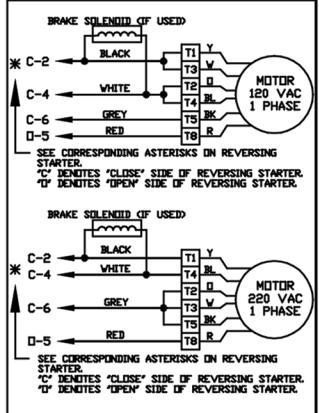 BRAKE SOLENOID (IF USED)
BLACK
T1 Y
* C-2
T3 W
WHITE
T2 O
MOTOR
120 VAC
1 PHASE
C-4
T4 BL
GREY
C-6
T5 BK
RED
O-5
T8 R
SEE CORRESPONDING ASTERISKS ON REVERSING
STARTER.
"C" DENOTES "CLOSE" SIDE OF REVERSING STARTER.
"O" DENOTES "OPEN" SIDE OF REVERSING STARTER.
BRAKE SOLENOID (IF USED)
BLACK
C-2
T1 Y
* C-4
WHITE
T4 BL
T2 O
MOTOR
220 VAC
1 PHASE
C-6
GREY
T3 W
T5 BK
RED
O-5
T8 R
SEE CORRESPONDING ASTERISKS ON REVERSING
STARTER.
"C" DENOTES "CLOSE" SIDE OF REVERSING STARTER.
"O" DENOTES "OPEN" SIDE OF REVERSING STARTER.